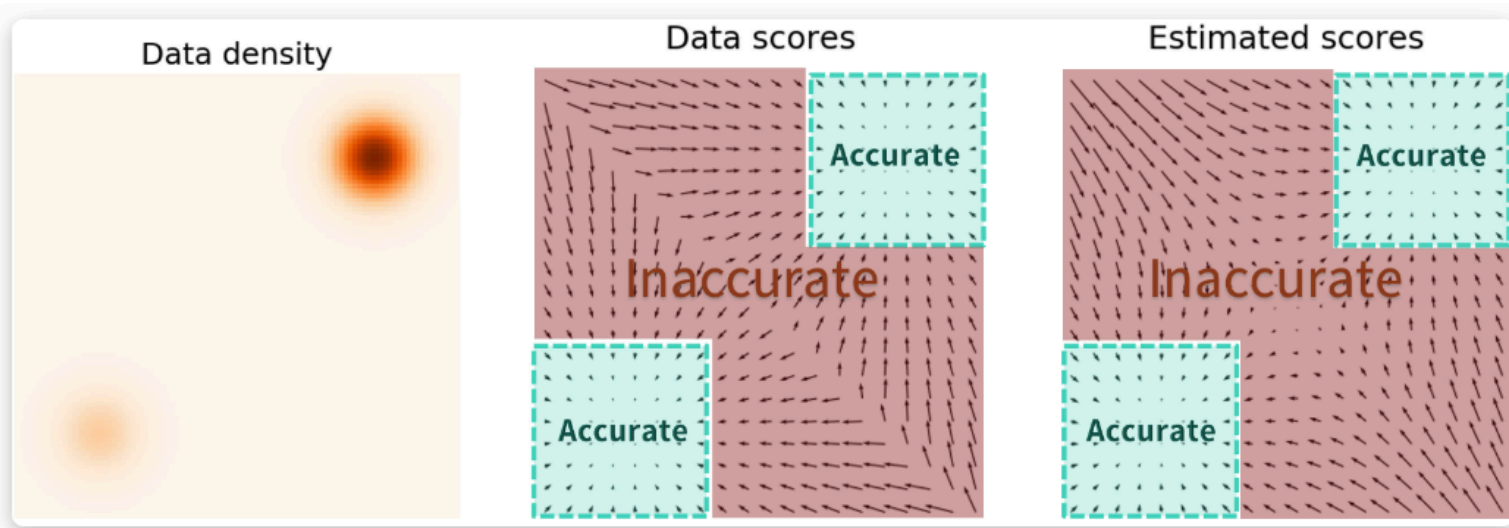 Data density
Data scores
Estimated scores
Accurate
Accurate
Inaccurate
Inaccurate
Accurate
Accurate